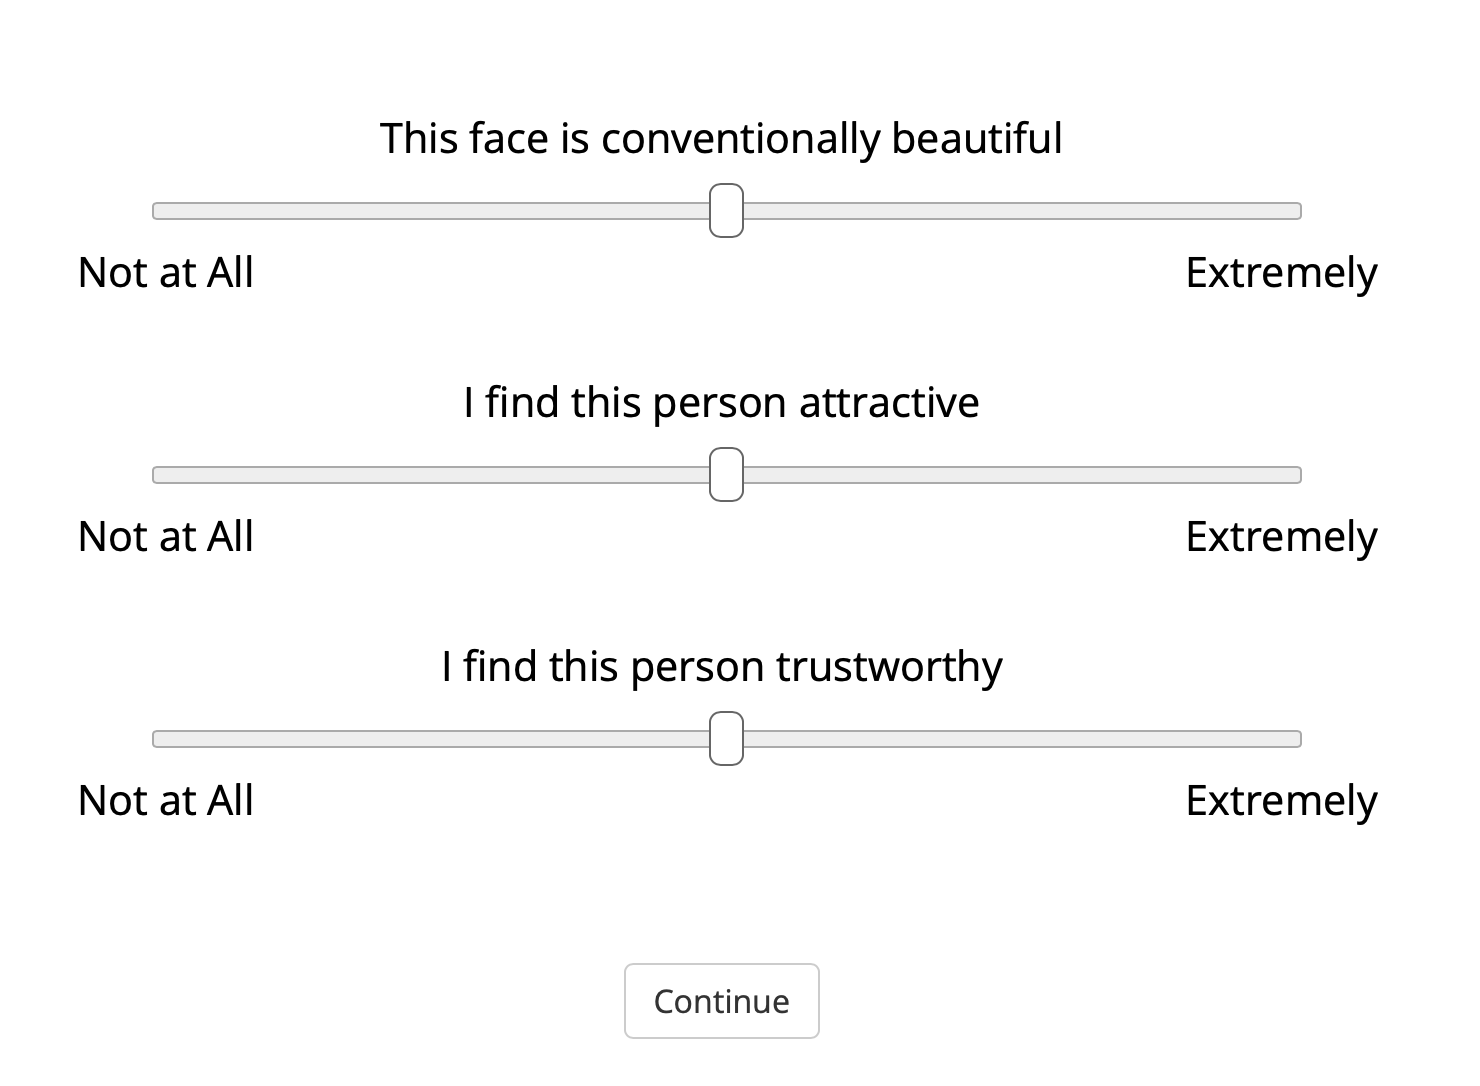 This face is conventionally beautiful
Not at All Extremely
I find this person attractive
Not at All Extremely
I find this person trustworthy
Not at All Extremely
Continue